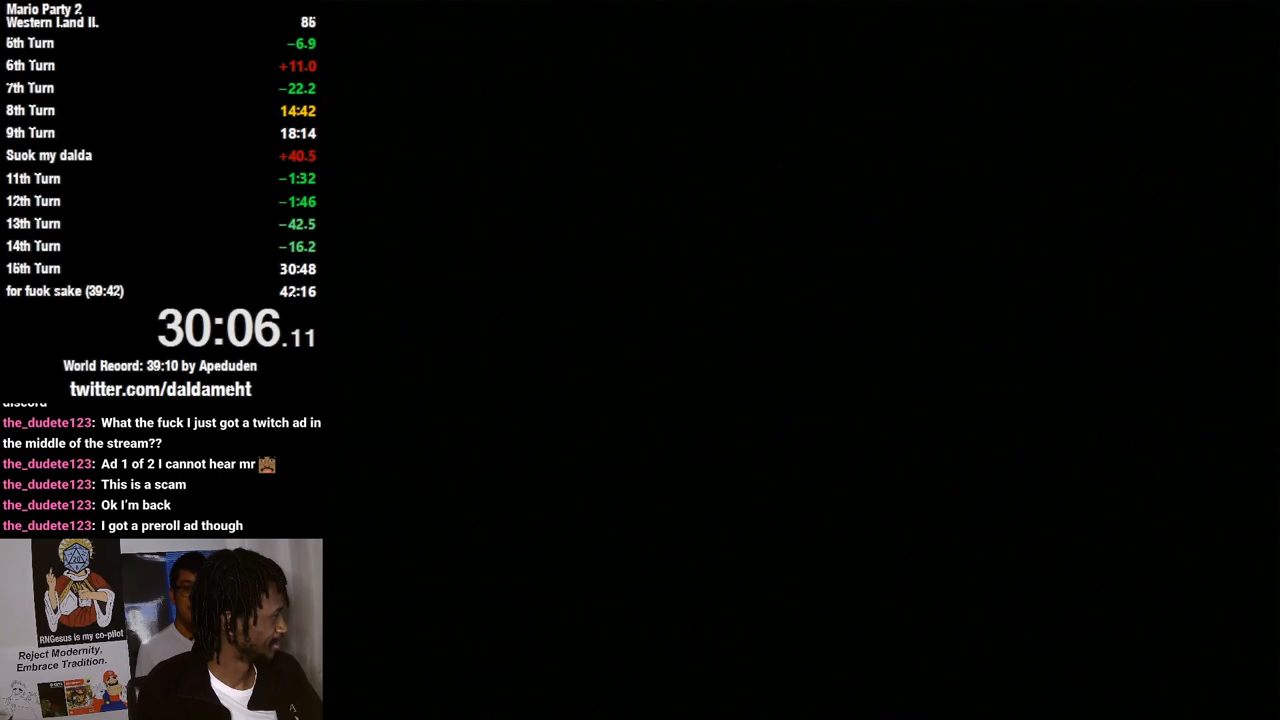 Mario Party 2
Western Land IL 86
5th Turn -6.9
6th Turn +11.0
7th Turn -22.2
8th Turn 14:42
9th Turn 18:14
Suck my dalda +40.5
11th Turn -1:32
12th Turn -1:46
13th Turn -42.5
14th Turn -16.2
15th Turn 30:48
for fuck sake (39:42) 42:16
30:06.11
World Record: 39:10 by Apeduden
twitter.com/daldameht
discord
the_dudete123: What the fuck I just got a twitch ad in
the middle of the stream??
the_dudete123: Ad 1 of 2 I cannot hear mr
the_dudete123: This is a scam
the_dudete123: Ok I'm back
the_dudete123: I got a preroll ad though
RNGesus is my co-pilot
Reject Modernity,
Embrace Tradition.